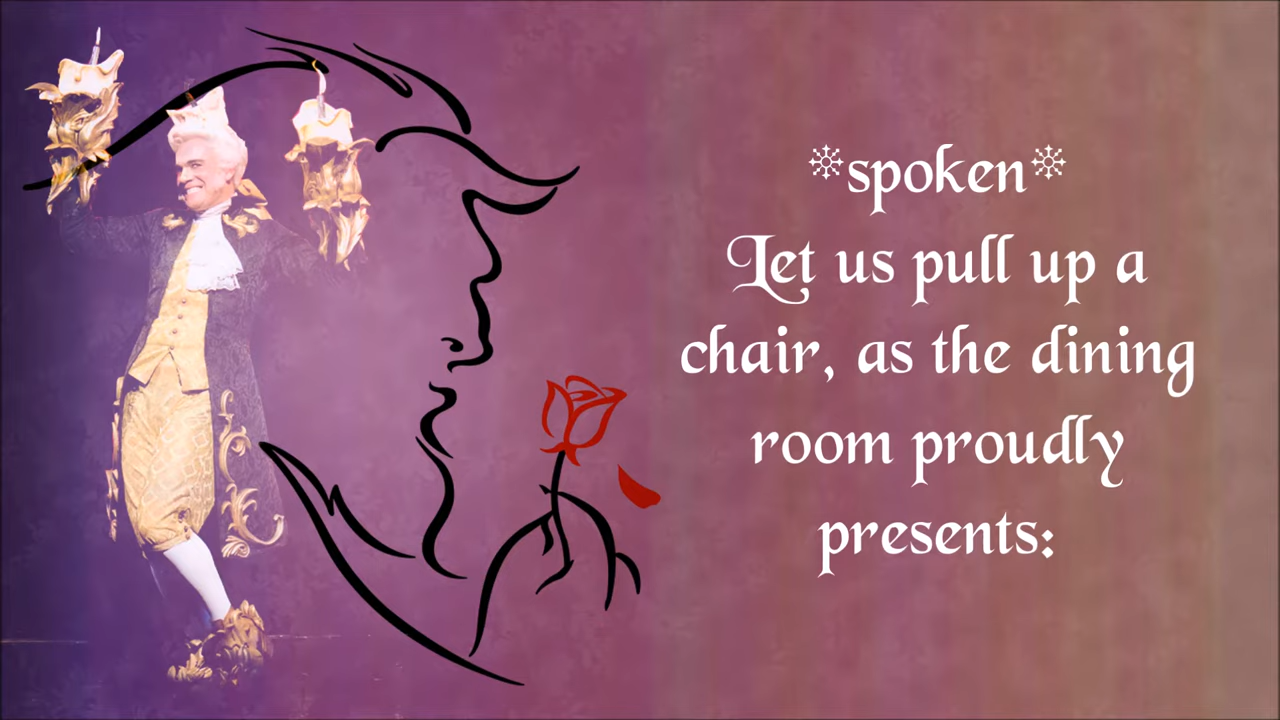 *spoken*
Let us pull up a
chair, as the dining
room proudly
presents: